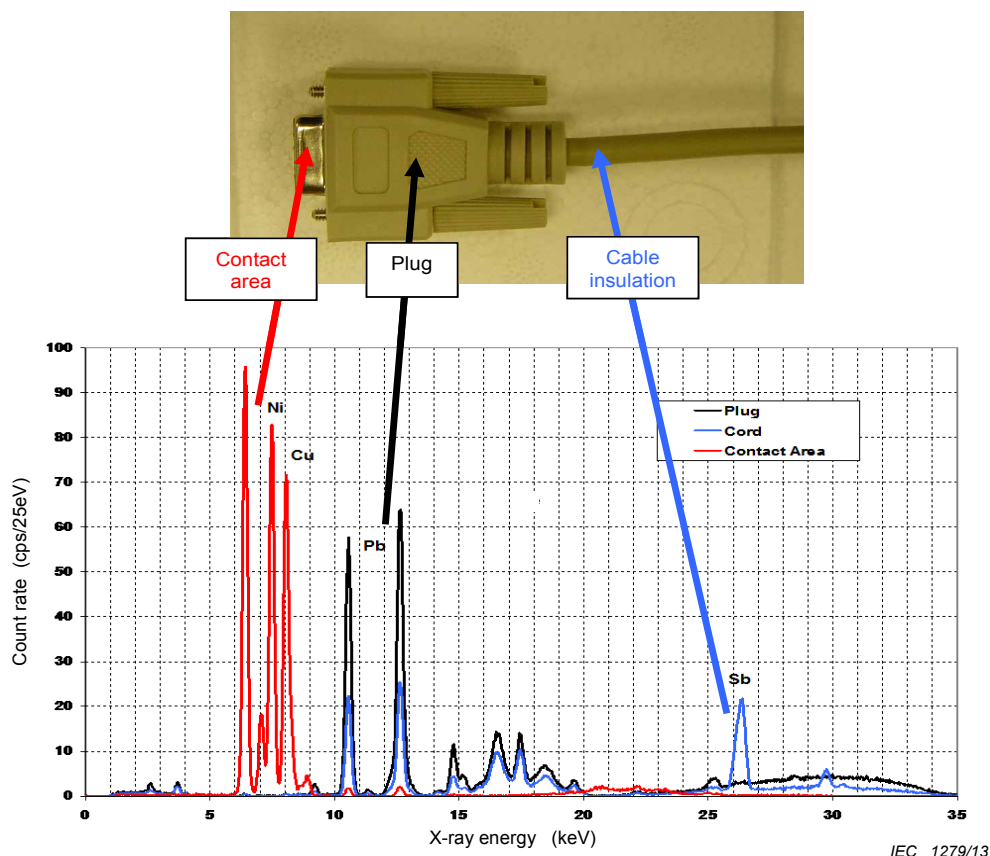 Contact
area
Plug
Cable
insulation
100
90
80
70
60
50
40
30
20
10
0
Count rate (cps/25eV)
Ni
Cu
Pb
Sb
Plug
Cord
Contact Area
0 5 10 15 20 25 30 35
X-ray energy (keV)
IEC 1279/13